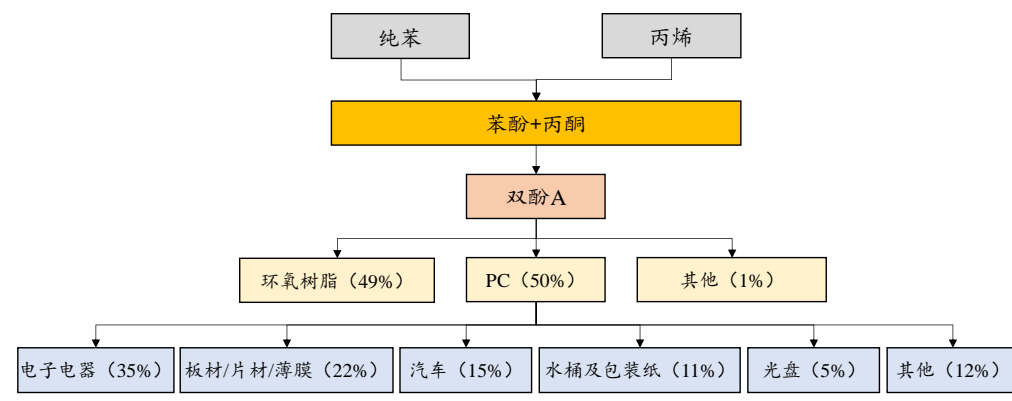 纯苯
丙烯
苯酚+丙酮
双酚A
环氧树脂（49%）
PC（50%）
其他（1%）
电子电器（35%）
板材/片材/薄膜（22%）
汽车（15%）
水桶及包装纸（11%）
光盘（5%）
其他（12%）